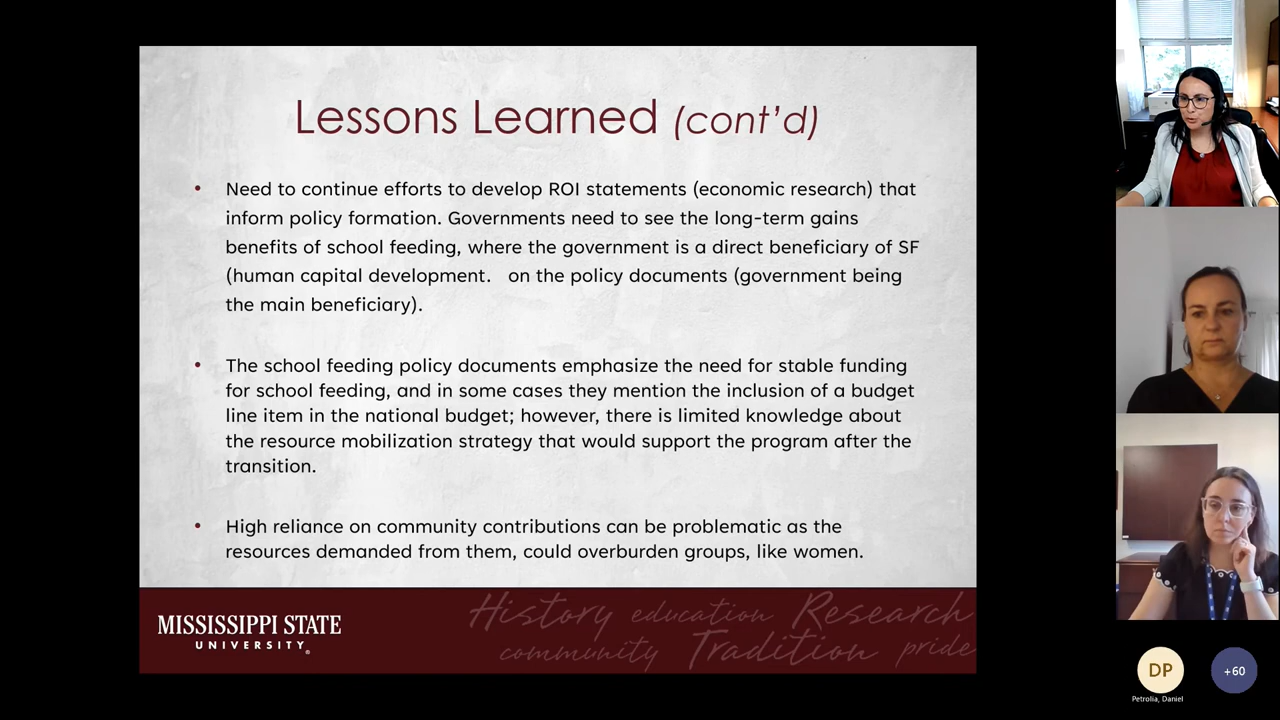 Lessons Learned (cont'd)
• Need to continue efforts to develop ROI statements (economic research) that
inform policy formation. Governments need to see the long-term gains
benefits of school feeding, where the government is a direct beneficiary of SF
(human capital development.   on the policy documents (government being
the main beneficiary).
• The school feeding policy documents emphasize the need for stable funding
for school feeding, and in some cases they mention the inclusion of a budget
line item in the national budget; however, there is limited knowledge about
the resource mobilization strategy that would support the program after the
transition.
• High reliance on community contributions can be problematic as the
resources demanded from them, could overburden groups, like women.
MISSISSIPPI STATE
UNIVERSITY®
History education Research
community Tradition pride
DP
+60
Petrolia, Daniel